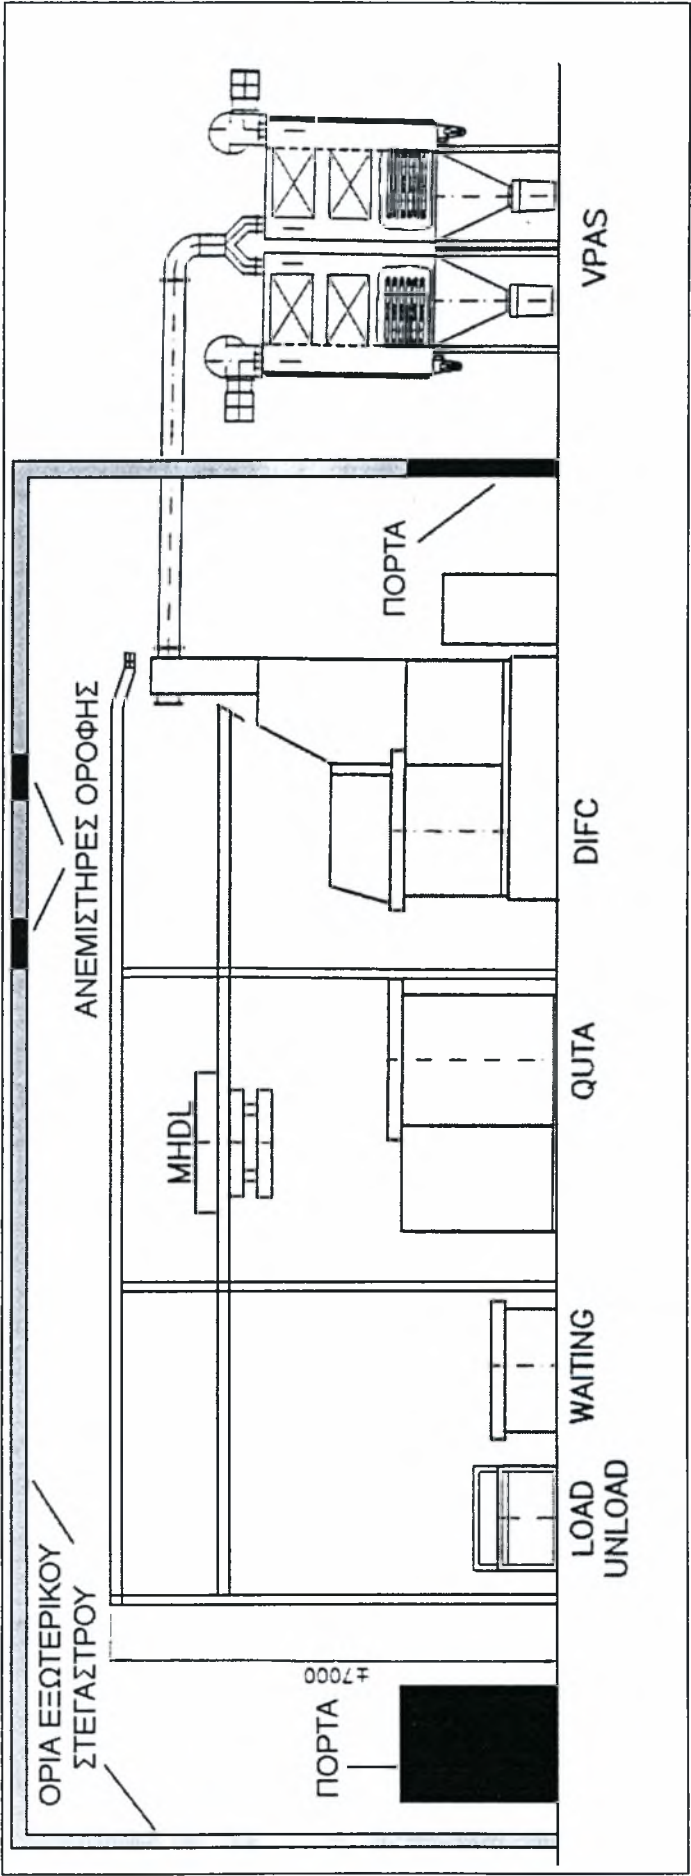 ΟΡΙΑ ΕΞΩΤΕΡΙΚΟΥ
ΣΤΕΓΑΣΤΡΟΥ
ΑΝΕΜΙΣΤΗΡΕΣ ΟΡΟΦΗΣ
MHDL
ΠΟΡΤΑ
±7000
ΠΟΡΤΑ
LOAD
UNLOAD
WAITING
QUTA
DIFC
VPAS